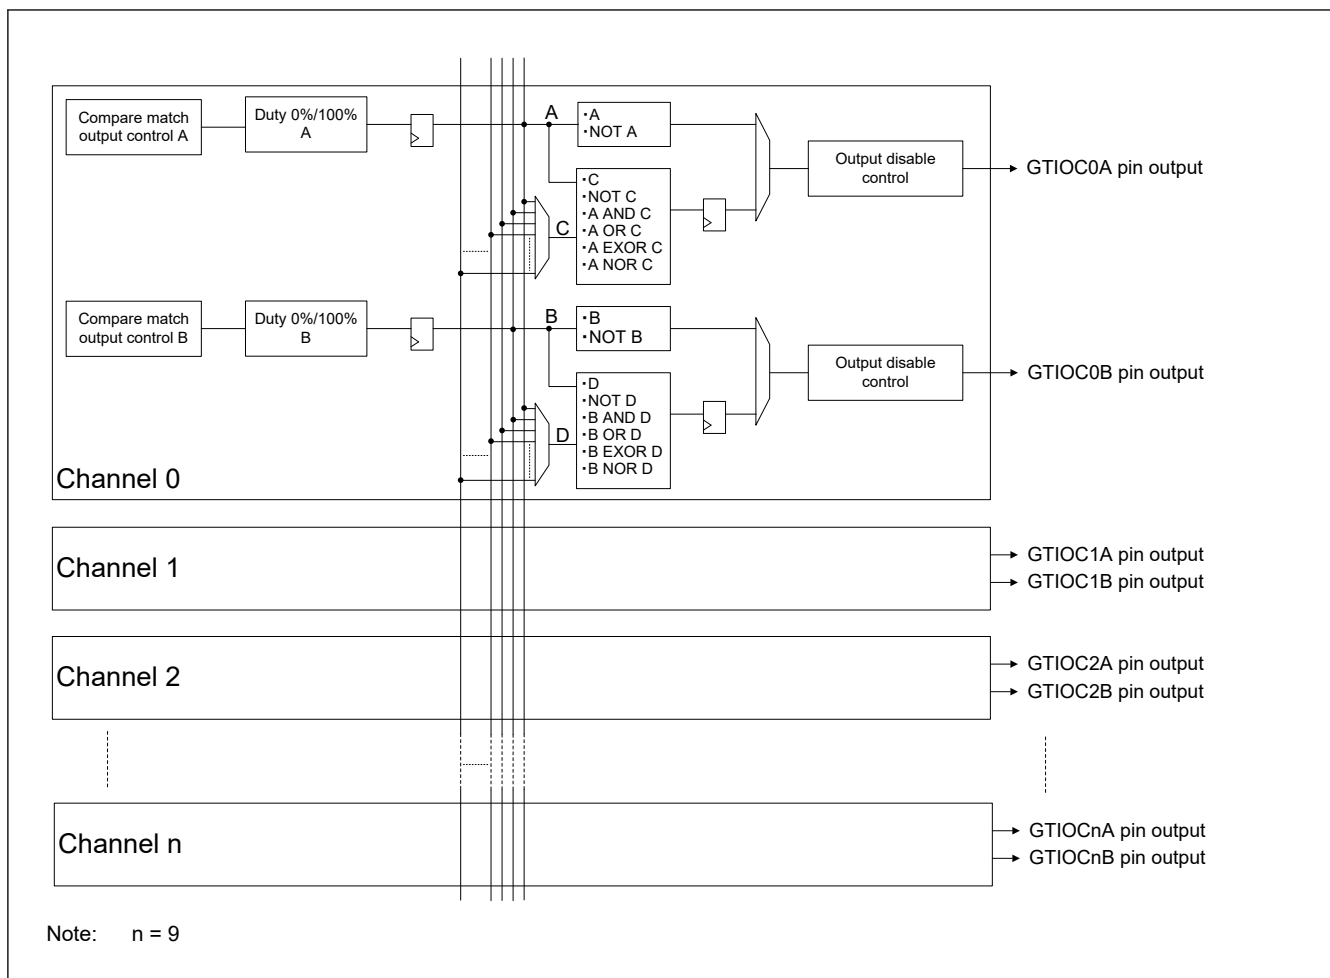 Compare match
output control A
Duty 0%/100%
A
A
・A
・NOT A
Output disable
control
GTIOC0A pin output
C
・C
・NOT C
・A AND C
・A OR C
・A EXOR C
・A NOR C
Compare match
output control B
Duty 0%/100%
B
B
・B
・NOT B
Output disable
control
GTIOC0B pin output
D
・D
・NOT D
・B AND D
・B OR D
・B EXOR D
・B NOR D
Channel 0
Channel 1
GTIOC1A pin output
GTIOC1B pin output
Channel 2
GTIOC2A pin output
GTIOC2B pin output
Channel n
GTIOCnA pin output
GTIOCnB pin output
Note: n = 9